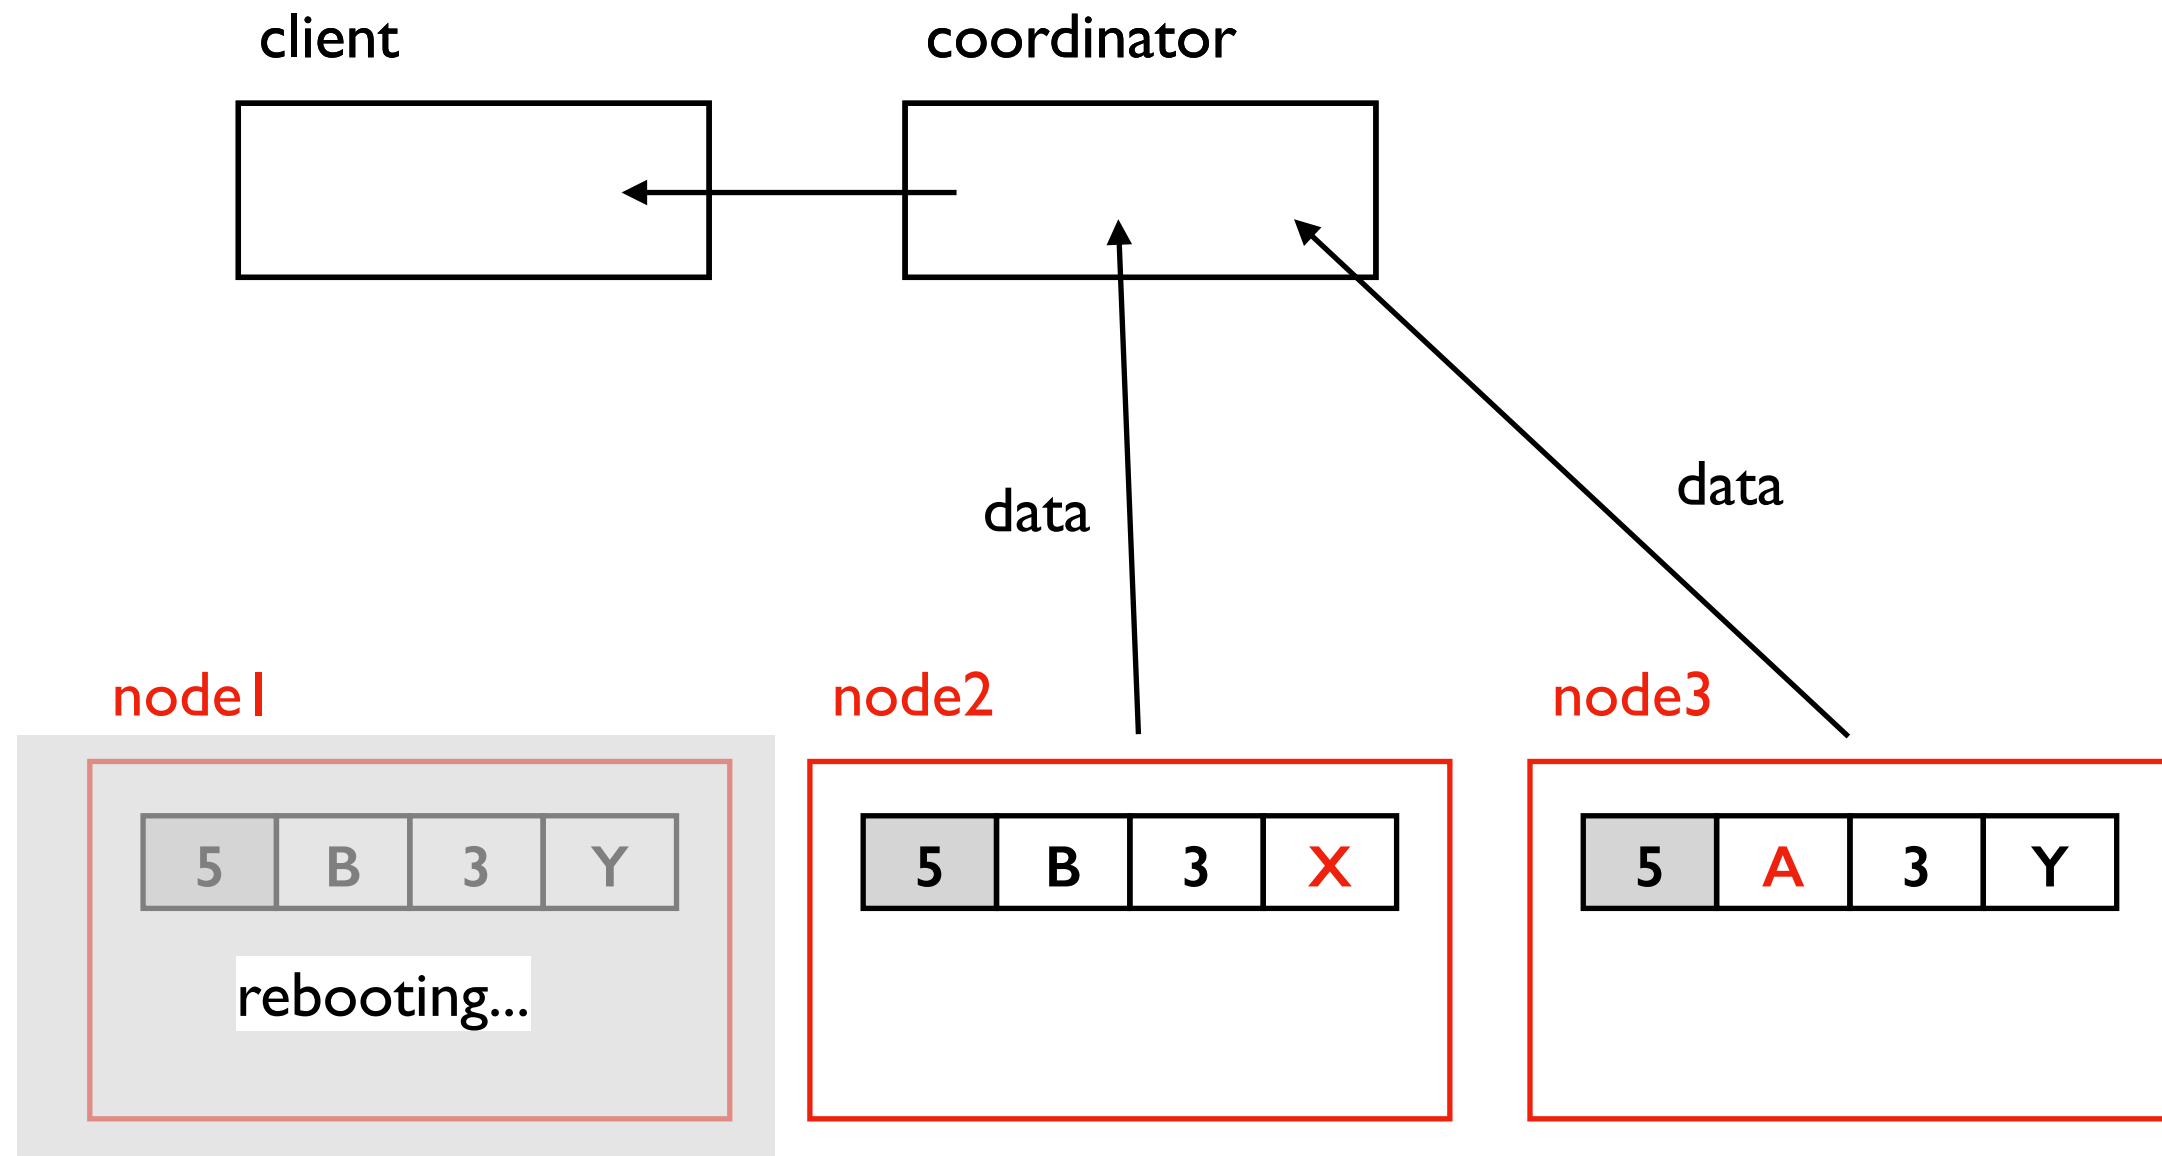 client coordinator
data
data
node1 node2 node3
5 B 3 Y 5 B 3 X 5 A 3 Y
rebooting...